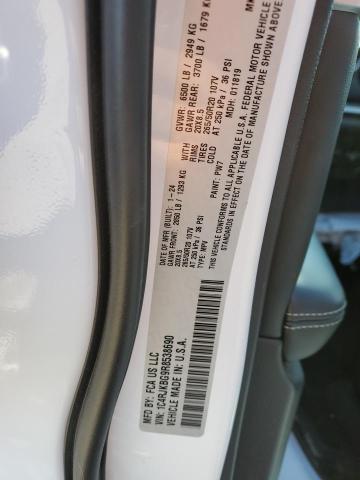 MFD BY: FCA US LLC
VIN: 1C4RJKBG9R8538690
VEHICLE MADE IN: U.S.A.
DATE OF MFR (BUILT): 1-24
GAWR FRONT: 2850 LB / 1293 KG
20X8.5
265/50R20 107V
AT 250 kPa / 36 PSI
TYPE: MPV
PAINT: PW7
WITH
RIMS
TIRES
COLD
GVWR: 6500 LB / 2949 KG
GAWR REAR: 3700 LB / 1679 KG
20X8.5
265/50R20 107V
AT 250 kPa / 36 PSI
MDH: 011819
THIS VEHICLE CONFORMS TO ALL APPLICABLE U.S.A. FEDERAL MOTOR VEHICLE
SAFETY STANDARDS IN EFFECT ON THE DATE OF MANUFACTURE SHOWN ABOVE.